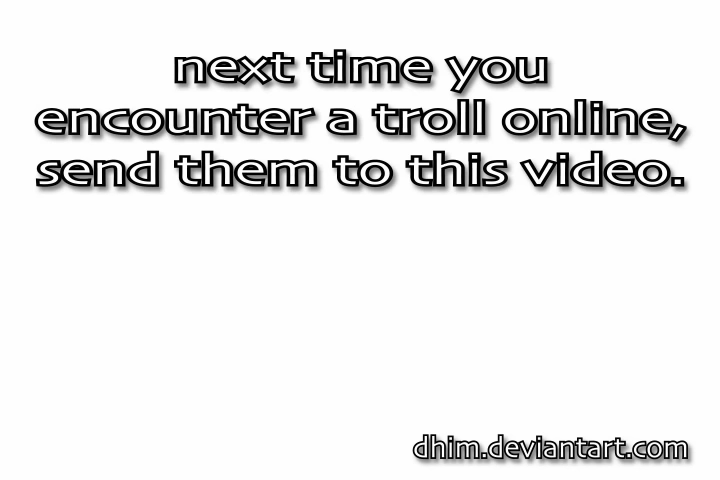 next time you
encounter a troll online,
send them to this video.
dhim.deviantart.com